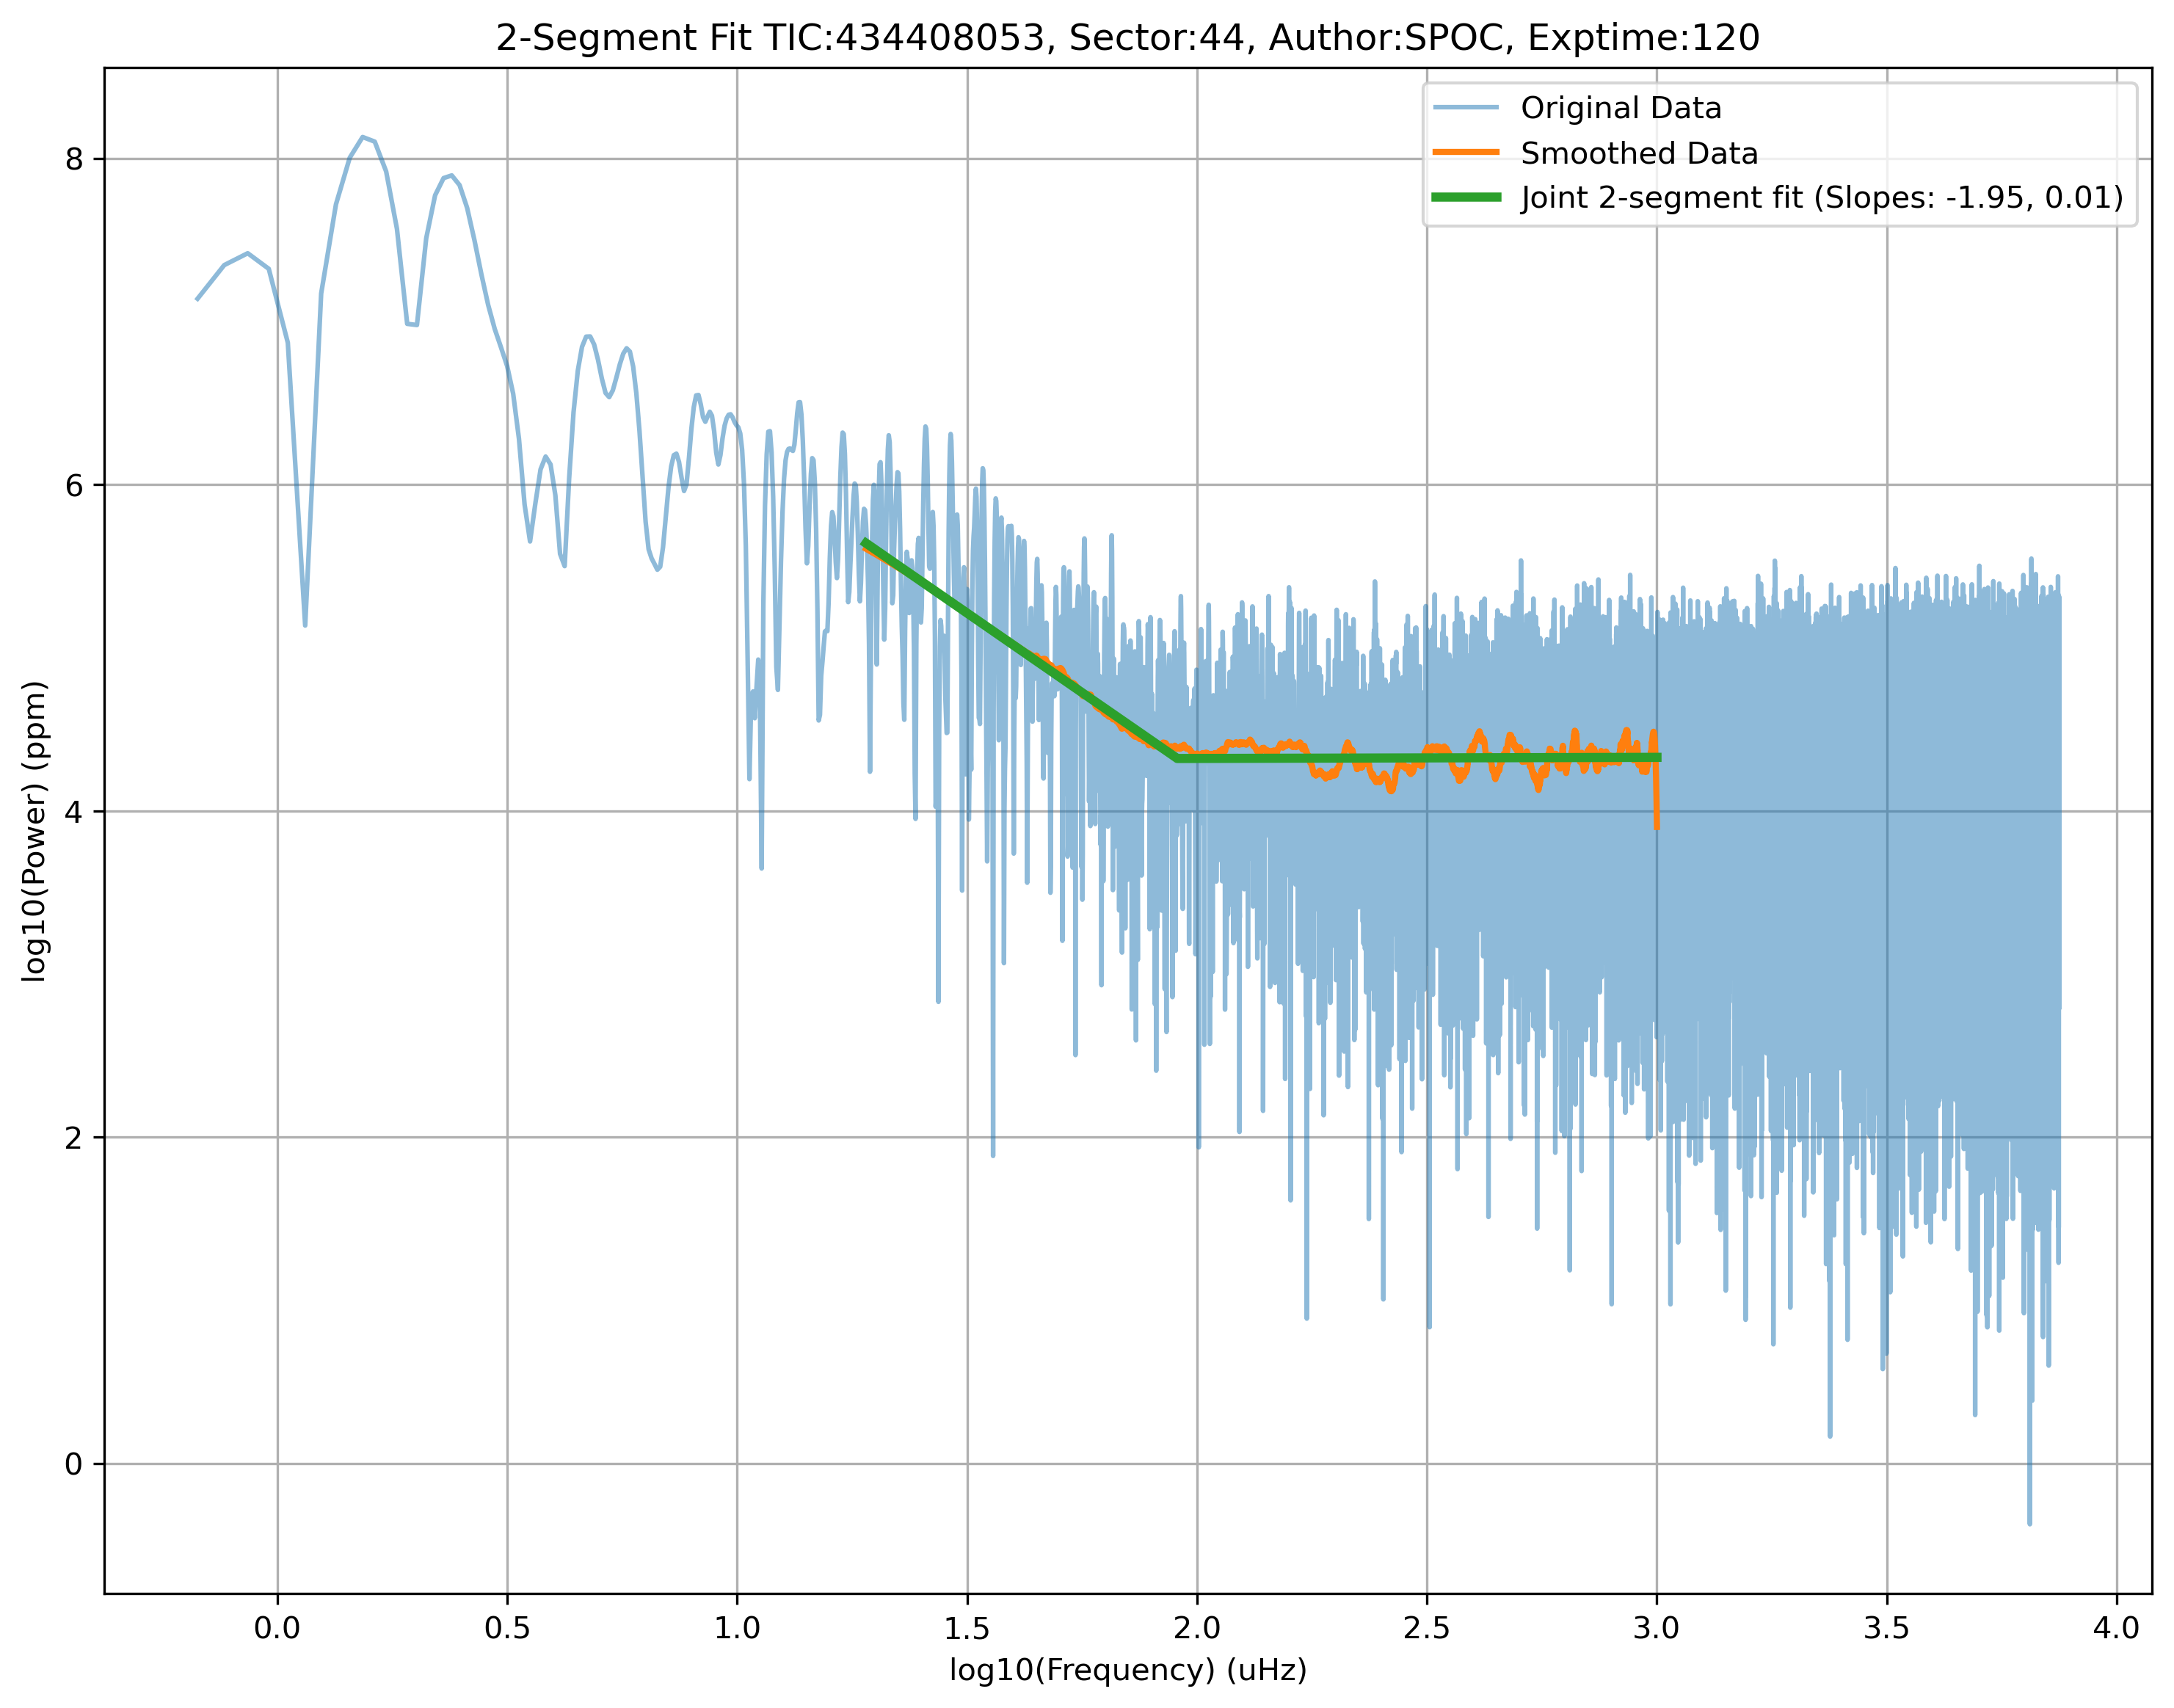 2-Segment Fit TIC:434408053, Sector:44, Author:SPOC, Exptime:120
Original Data
Smoothed Data
Joint 2-segment fit (Slopes: -1.95, 0.01)
log10(Power) (ppm)
8
6
4
2
0
0.0 0.5 1.0 1.5 2.0 2.5 3.0 3.5 4.0
log10(Frequency) (uHz)